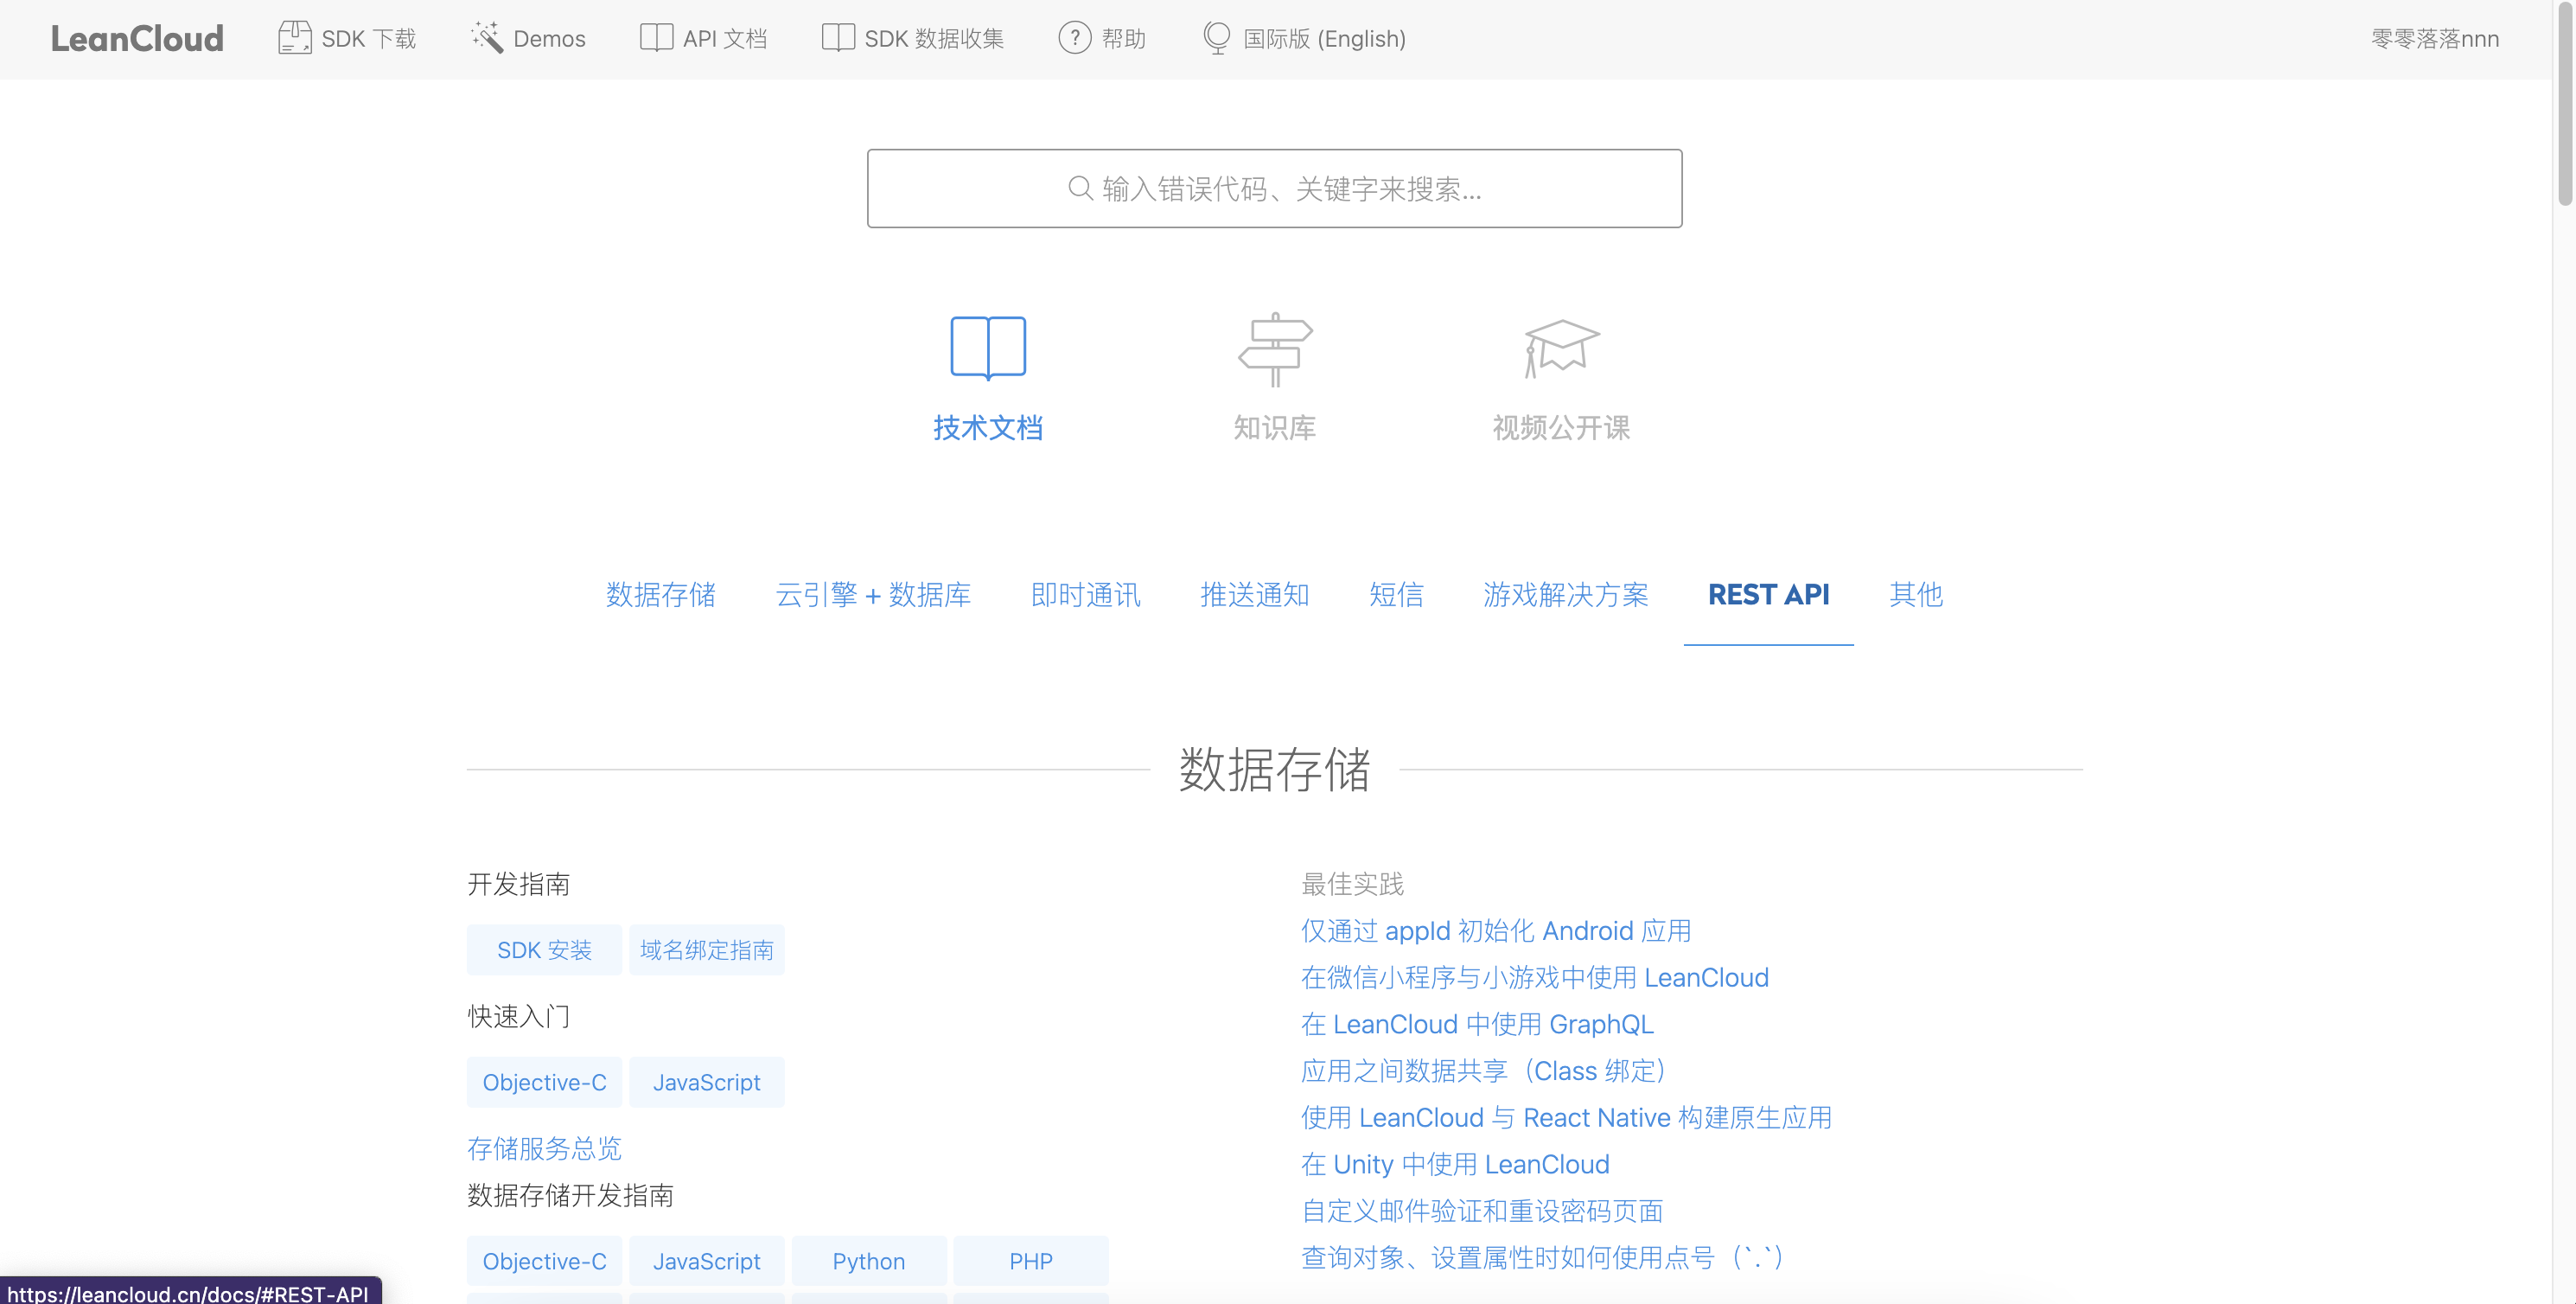 LeanCloud SDK 下载 Demos API 文档 SDK 数据收集 帮助 国际版 (English) 零零落落nnn
输入错误代码、关键字来搜索...
技术文档 知识库 视频公开课
数据存储 云引擎 + 数据库 即时通讯 推送通知 短信 游戏解决方案 REST API 其他
数据存储
开发指南
SDK 安装 域名绑定指南
快速入门
Objective-C JavaScript
存储服务总览
数据存储开发指南
Objective-C JavaScript Python PHP
最佳实践
仅通过 appId 初始化 Android 应用
在微信小程序与小游戏中使用 LeanCloud
在 LeanCloud 中使用 GraphQL
应用之间数据共享（Class 绑定）
使用 LeanCloud 与 React Native 构建原生应用
在 Unity 中使用 LeanCloud
自定义邮件验证和重设密码页面
查询对象、设置属性时如何使用点号（`.`）
https://leancloud.cn/docs/#REST-API